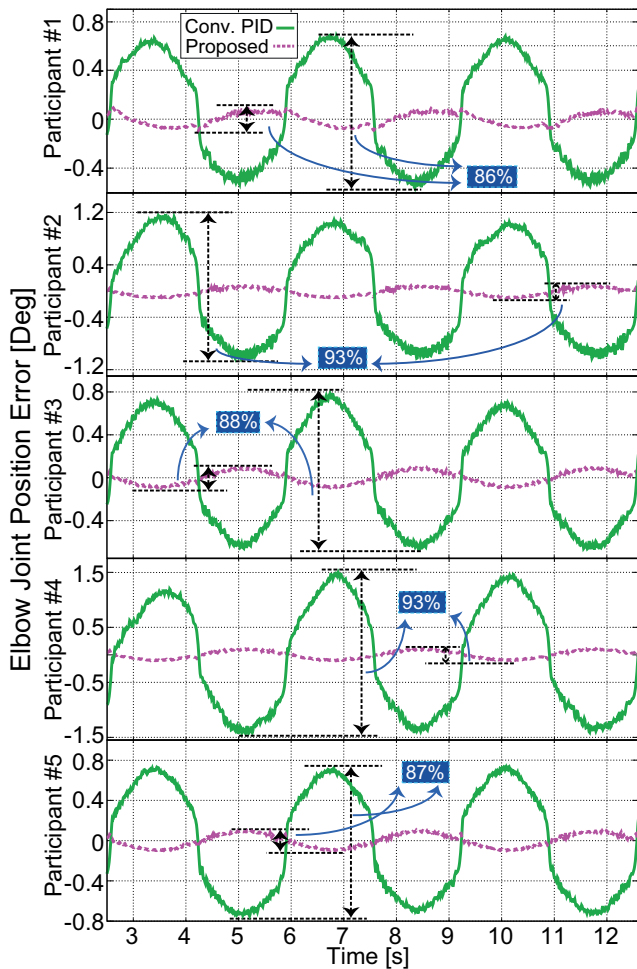 Elbow Joint Position Error [Deg]
Participant #1
0.8
0.4
0
-0.4
Conv. PID
Proposed
86%
Participant #2
1.2
0.4
-0.4
-1.2
93%
Participant #3
0.8
0.4
0
-0.4
88%
Participant #4
1.5
0.5
-0.5
-1.5
93%
Participant #5
0.8
0.4
0
-0.4
-0.8
87%
3 4 5 6 7 8 9 10 11 12
Time [s]